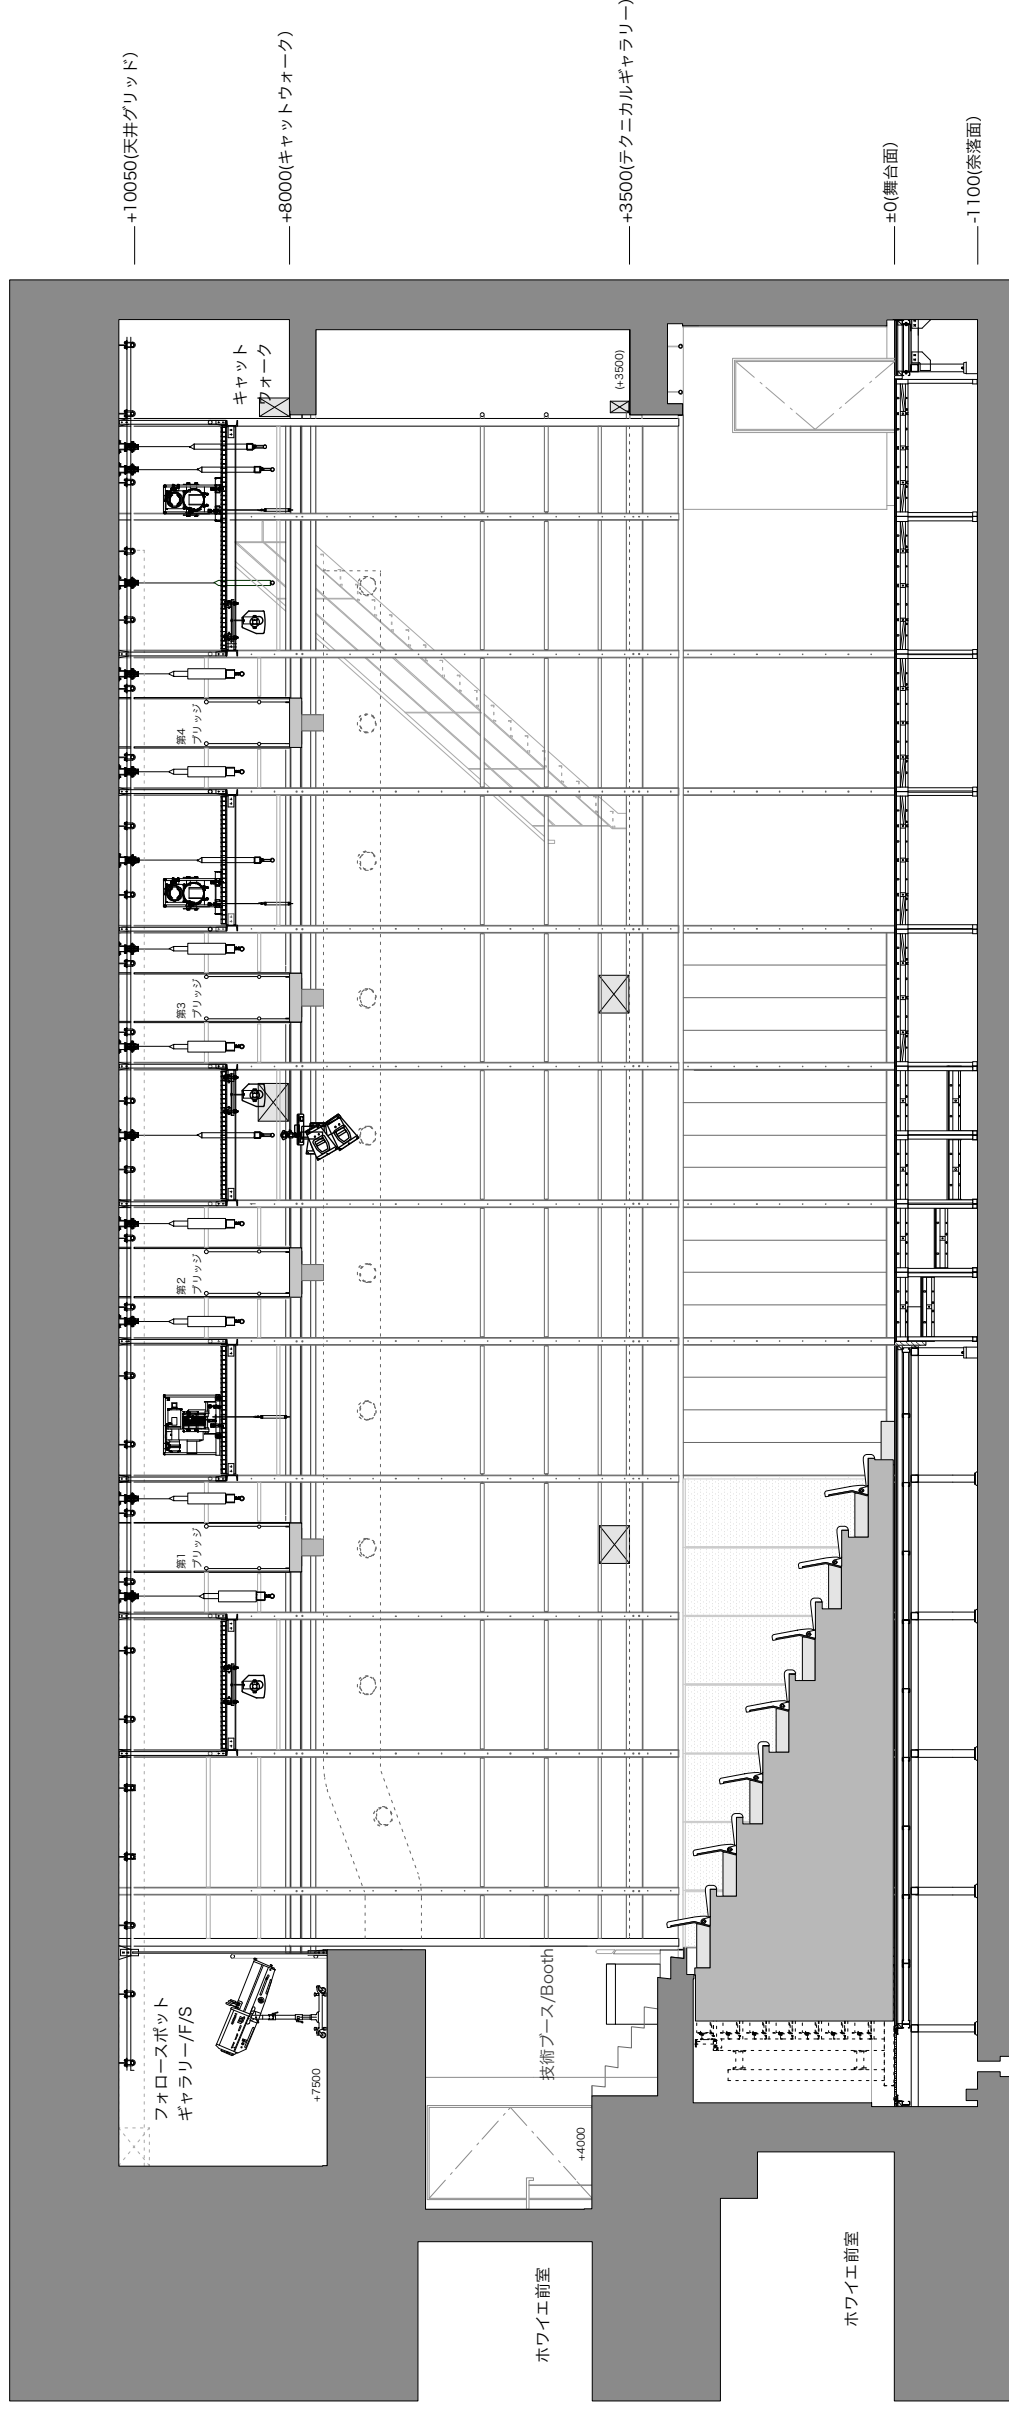 +10050(天井グリッド)
+8000(キャットウォーク)
+3500(テクニカルギャラリー)
±0(舞台面)
-1100(奈落面)
キャット
ウォーク
(+3500)
第4
ブリッジ
第3
ブリッジ
第2
ブリッジ
第1
ブリッジ
フォロースポット
ギャラリー/F/S
+7500
技術ブース/Booth
+4000
ホワイエ前室
ホワイエ前室